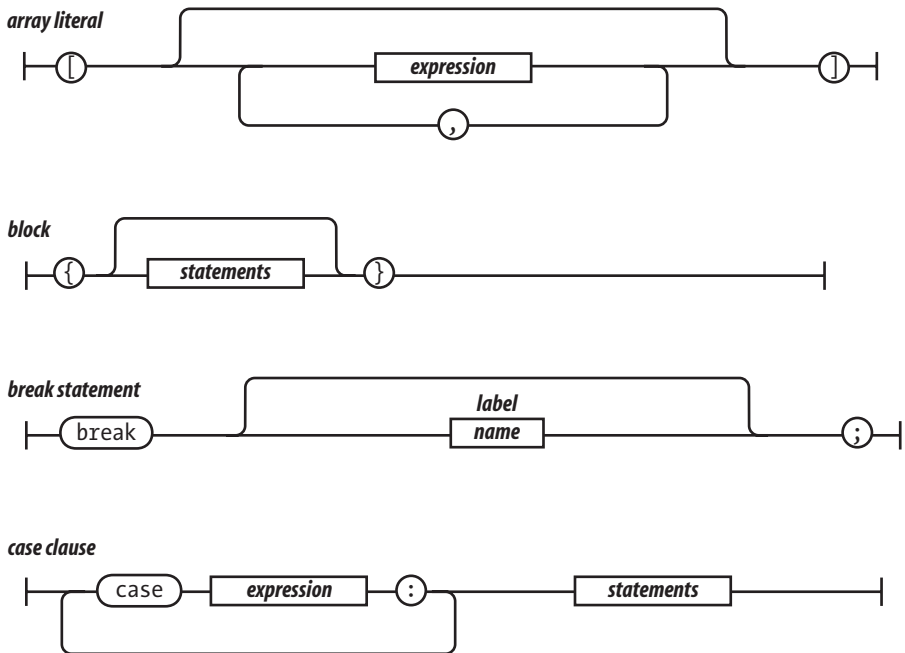 array literal
[ expression ]
,
block
{ statements }
break statement
label
break name ;
case clause
case expression : statements